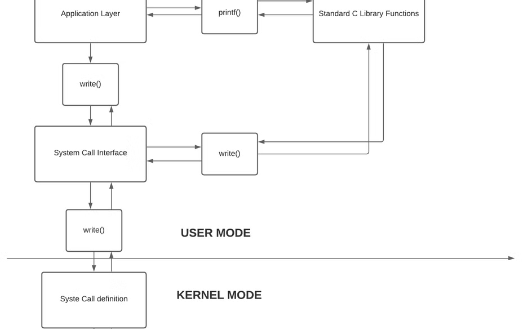 Application Layer
printf()
Standard C Library Functions
write()
System Call Interface
write()
write()
USER MODE
KERNEL MODE
Syste Call definition